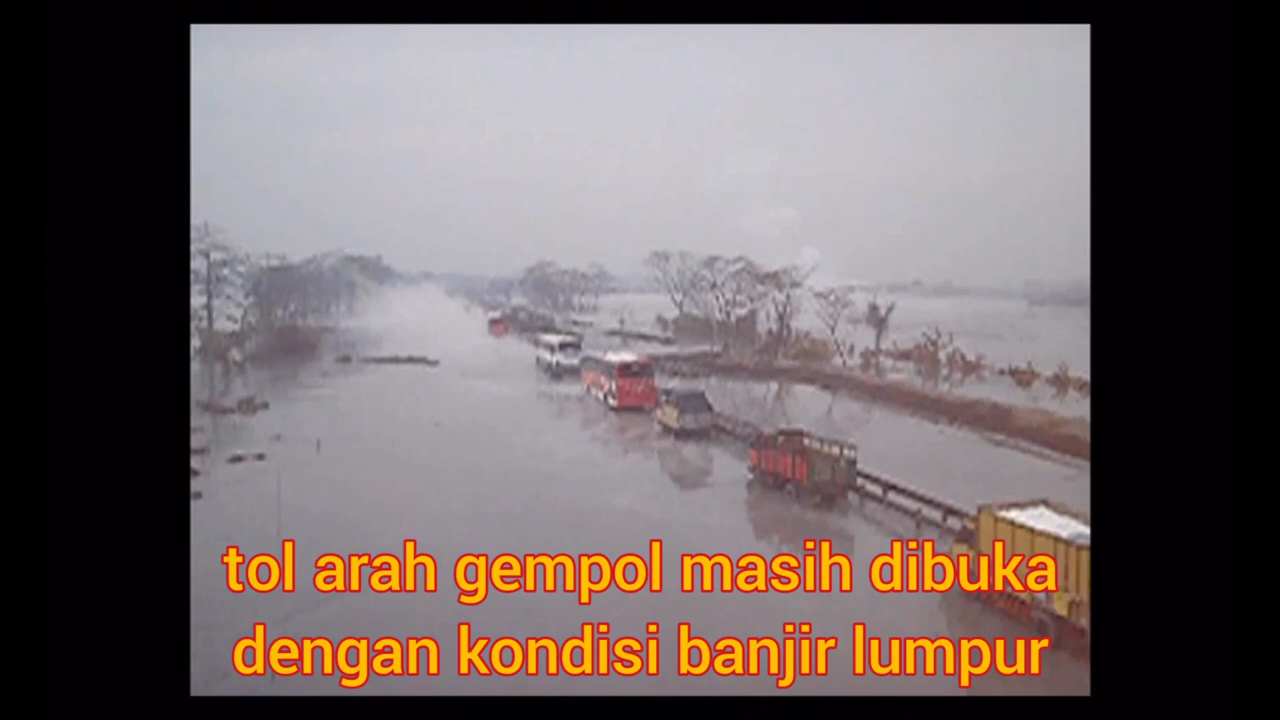 tol arah gempol masih dibuka
dengan kondisi banjir lumpur